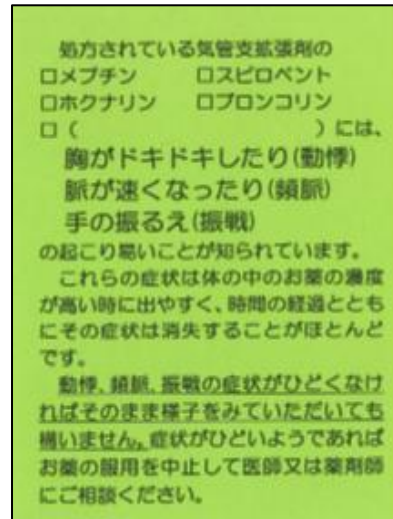 処方されている気管支拡張剤の
□メプチン □スピロペント
□ホクナリン □ブロンコリン
□（ ）には、
胸がドキドキしたり(動悸)
脈が速くなったり(頻脈)
手の振るえ(振戦)
の起こり易いことが知られています。
これらの症状は体の中のお薬の濃度
が高い時に出やすく、時間の経過ととも
にその症状は消失することがほとんど
です。
動悸、頻脈、振戦の症状がひどくなけ
ればそのまま様子をみていただいても
構いません。症状がひどいようであれば
お薬の服用を中止して医師又は薬剤師
にご相談ください。